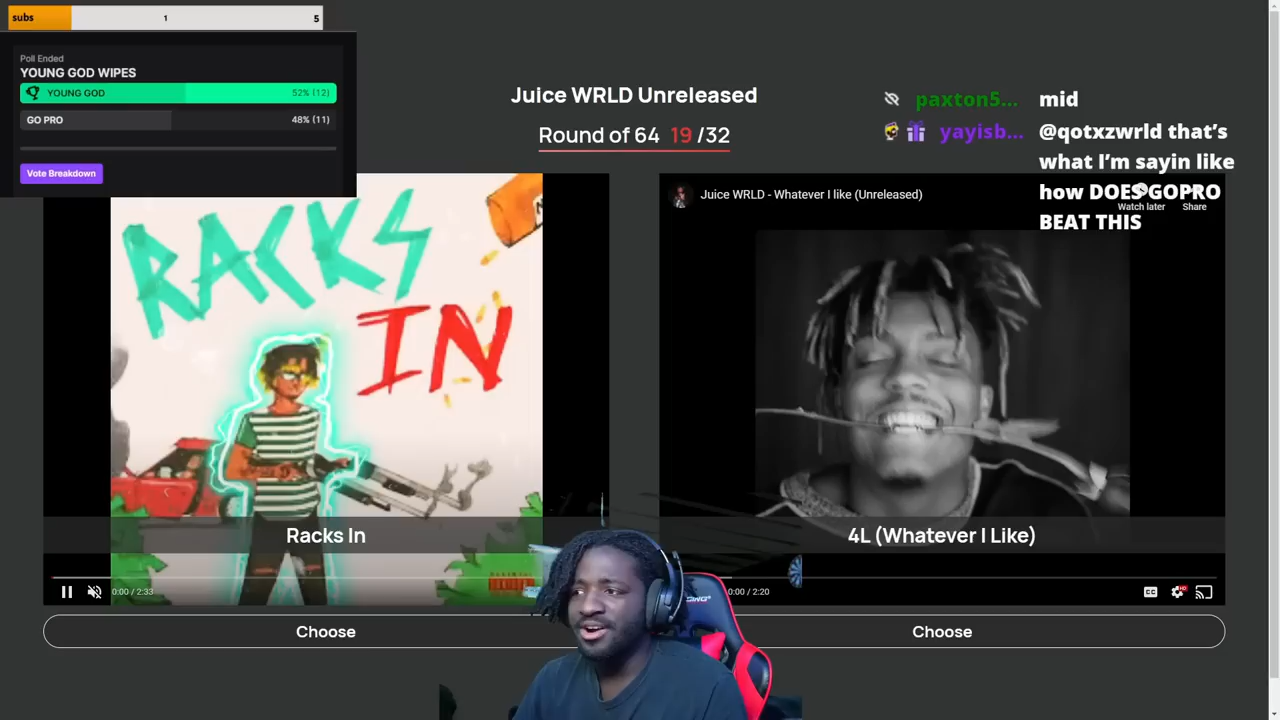 subs 1 5
Poll Ended
YOUNG GOD WIPES
YOUNG GOD 52% (12)
GO PRO 48% (11)
Vote Breakdown
Juice WRLD Unreleased
Round of 64 19 /32
paxton5... mid
yayisb... @qotxzwrld that's
what I'm sayin like
how DOES GOPRO
BEAT THIS
RACKS
IN
Racks In
0:00 / 2:33
Choose
Juice WRLD - Whatever I like (Unreleased)
Watch later
Share
4L (Whatever I Like)
0:00 / 2:20
CC
HD
Choose